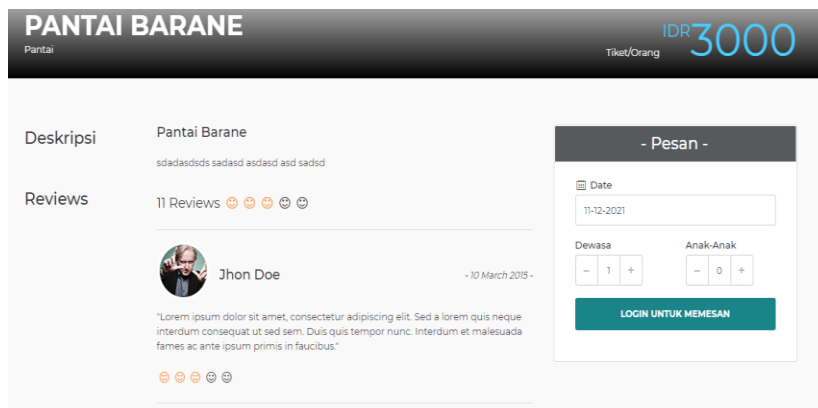 PANTAI BARANE
Pantai
Tiket/Orang IDR3000
Deskripsi
Pantai Barane
sdadasdsds sadasd asdasd asd sadsd
Reviews
11 Reviews
Jhon Doe
- 10 March 2015 -
"Lorem ipsum dolor sit amet, consectetur adipiscing elit. Sed a lorem quis neque
interdum consequat ut sed sem. Duis quis tempor nunc. Interdum et malesuada
fames ac ante ipsum primis in faucibus."
- Pesan -
Date
11-12-2021
Dewasa Anak-Anak
- 1 + - 0 +
LOGIN UNTUK MEMESAN